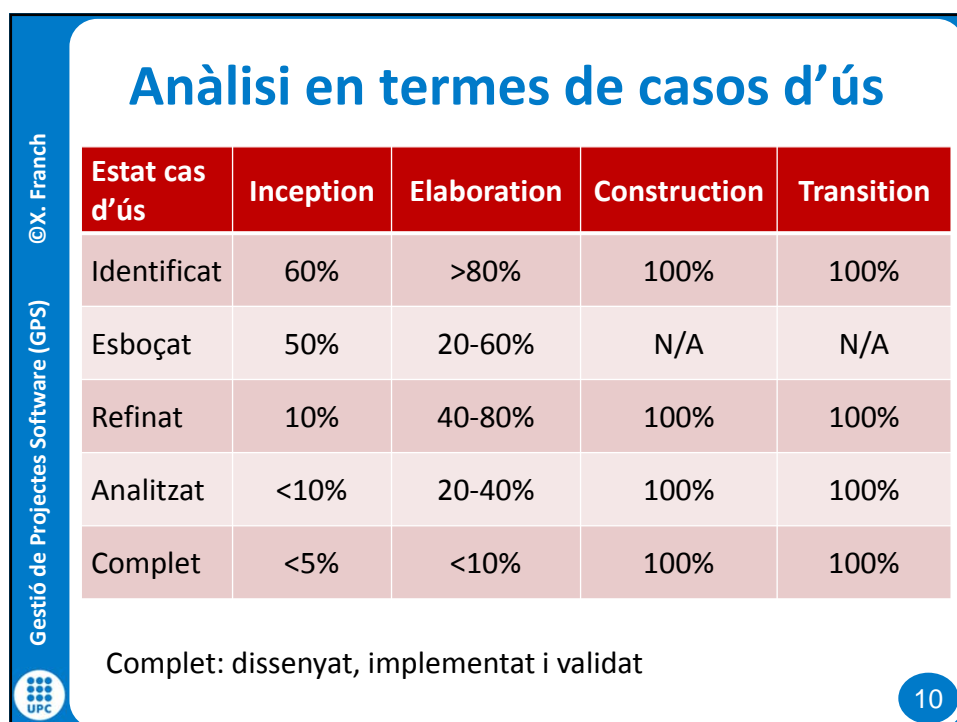 Anàlisi en termes de casos d’ús
Estat cas
d’ús
Inception
Elaboration
Construction
Transition
Identificat 60% >80% 100% 100%
Esboçat 50% 20-60% N/A N/A
Refinat 10% 40-80% 100% 100%
Analitzat <10% 20-40% 100% 100%
Complet <5% <10% 100% 100%
Complet: dissenyat, implementat i validat
Gestió de Projectes Software (GPS) ©X. Franch
UPC
10